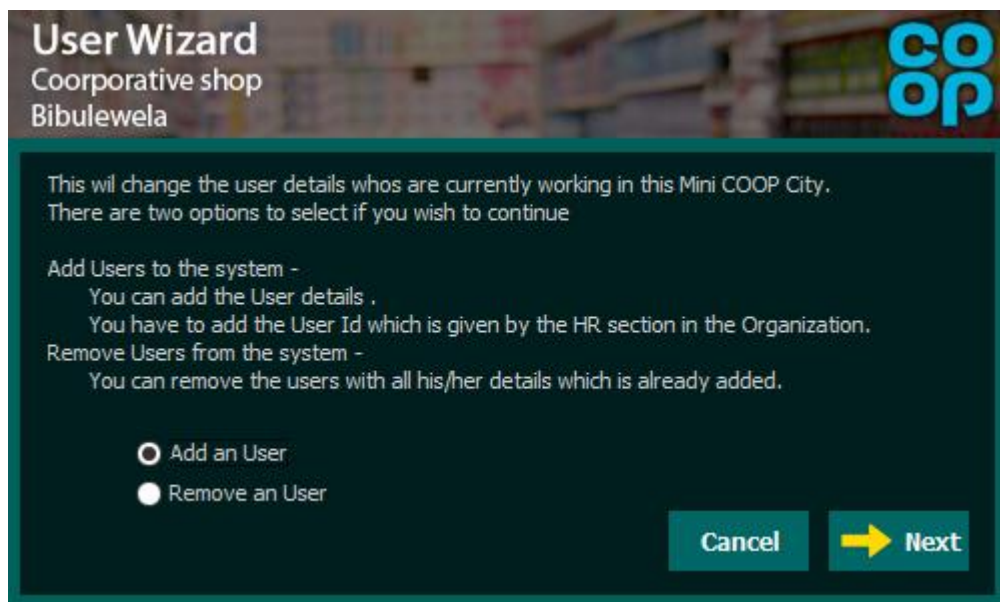 User Wizard
Coorporative shop
Bibulewela
CO
OP
This wil change the user details whos are currently working in this Mini COOP City.
There are two options to select if you wish to continue
Add Users to the system -
You can add the User details .
You have to add the User Id which is given by the HR section in the Organization.
Remove Users from the system -
You can remove the users with all his/her details which is already added.
Add an User
Remove an User
Cancel
Next